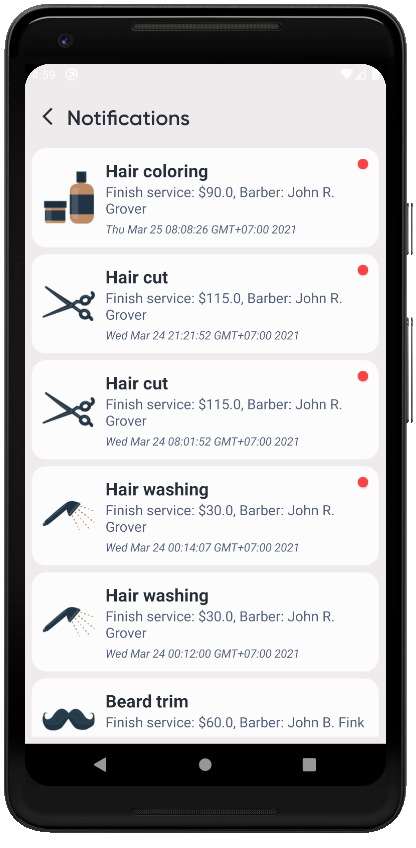 4:59
Notifications
Hair coloring
Finish service: $90.0, Barber: John R.
Grover
Thu Mar 25 08:08:26 GMT+07:00 2021
Hair cut
Finish service: $115.0, Barber: John R.
Grover
Wed Mar 24 21:21:52 GMT+07:00 2021
Hair cut
Finish service: $115.0, Barber: John R.
Grover
Wed Mar 24 08:01:52 GMT+07:00 2021
Hair washing
Finish service: $30.0, Barber: John R.
Grover
Wed Mar 24 00:14:07 GMT+07:00 2021
Hair washing
Finish service: $30.0, Barber: John R.
Grover
Wed Mar 24 00:12:00 GMT+07:00 2021
Beard trim
Finish service: $60.0, Barber: John B. Fink